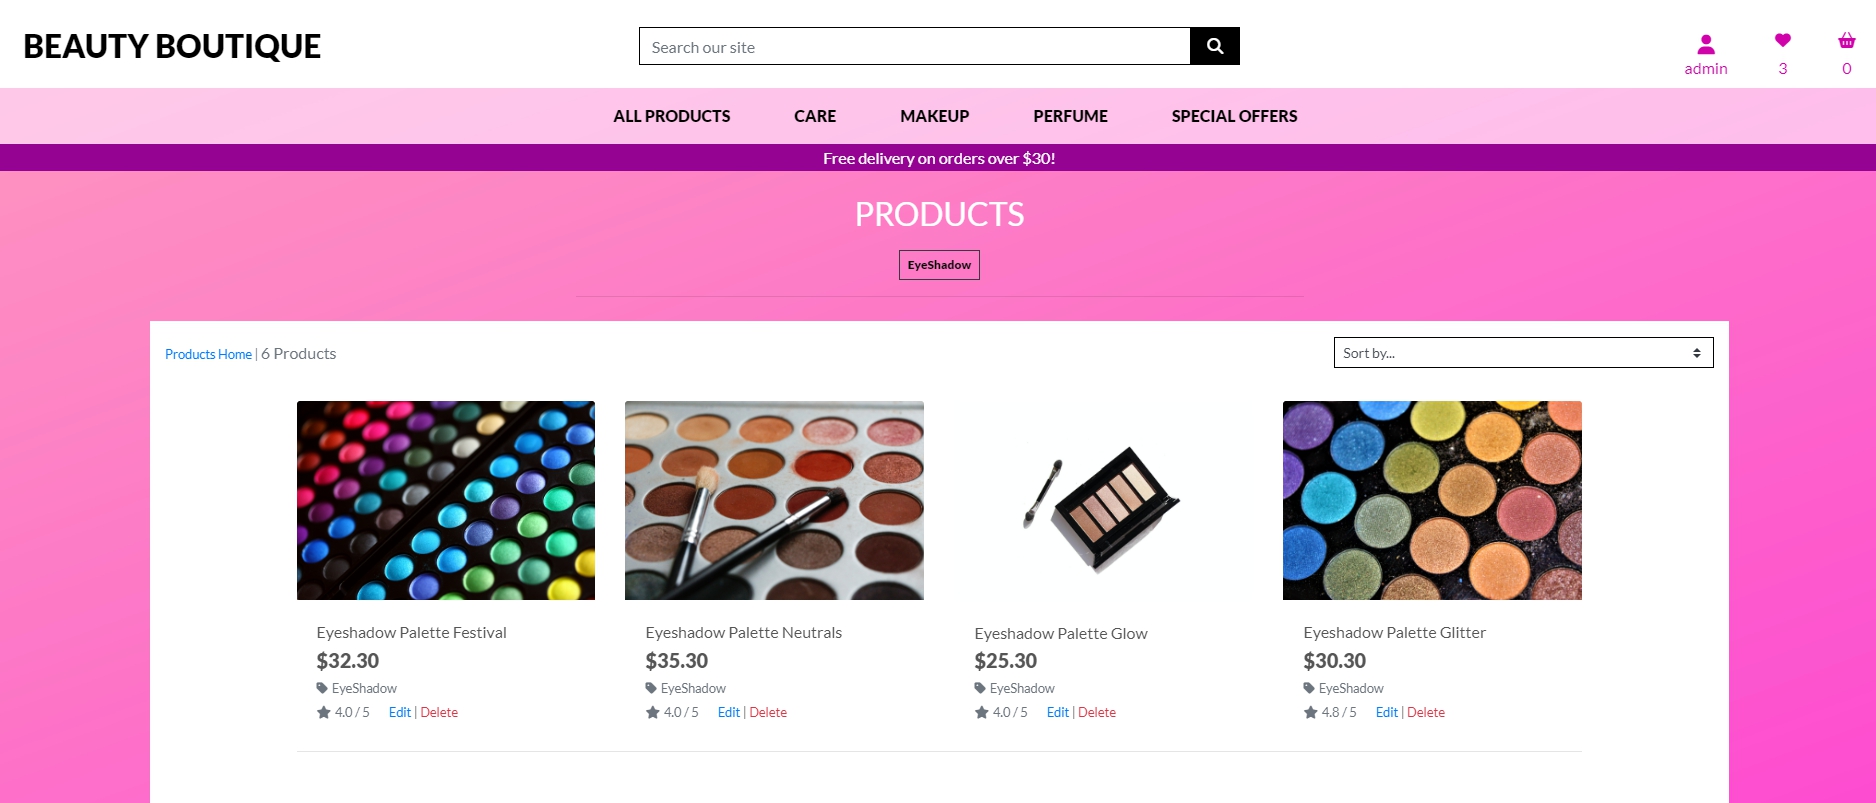 BEAUTY BOUTIQUE
Search our site
admin
3
0
ALL PRODUCTS CARE MAKEUP PERFUME SPECIAL OFFERS
Free delivery on orders over $30!
PRODUCTS
EyeShadow
Products Home | 6 Products
Sort by...
Eyeshadow Palette Festival
$32.30
EyeShadow
4.0 / 5 Edit | Delete
Eyeshadow Palette Neutrals
$35.30
EyeShadow
4.0 / 5 Edit | Delete
Eyeshadow Palette Glow
$25.30
EyeShadow
4.0 / 5 Edit | Delete
Eyeshadow Palette Glitter
$30.30
EyeShadow
4.8 / 5 Edit | Delete